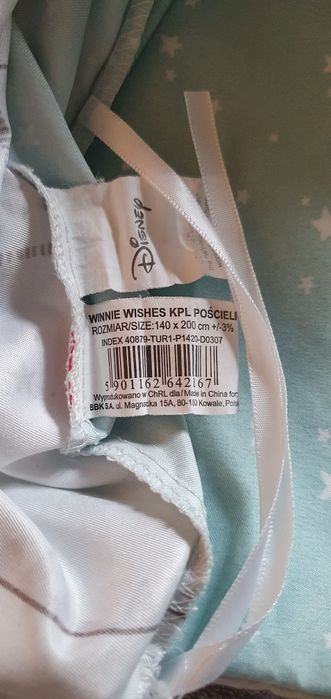 Disney
WINNIE WISHES KPL POŚCIELI
ROZMIAR/SIZE:140 x 200 cm +/-3%
INDEX 40879-TUR1-P1420-D0307
5 901162 642167
Wyprodukowano w ChRL dla / Made in China for:
BBK S.A. ul. Magnacka 15A, 80-180 Kowale, Polska